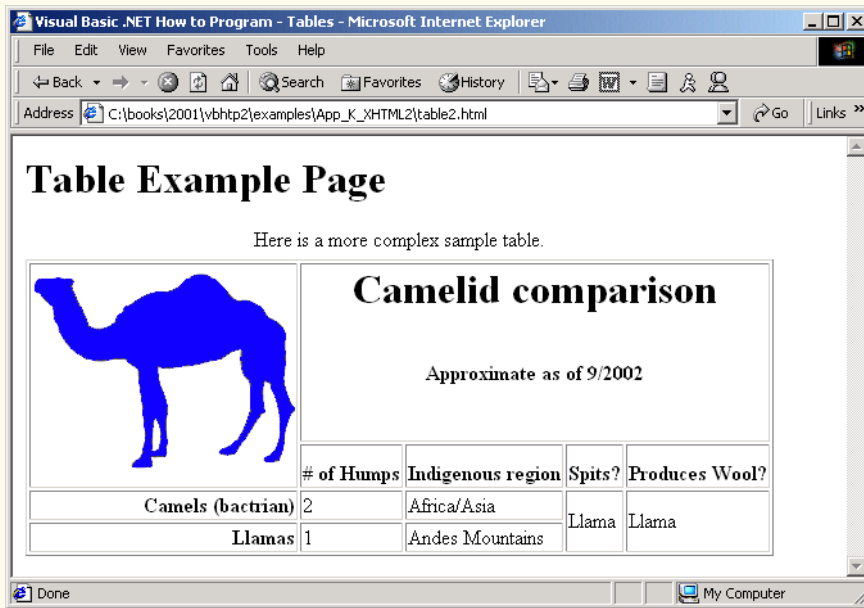 Visual Basic .NET How to Program - Tables - Microsoft Internet Explorer
File Edit View Favorites Tools Help
Back Search Favorites History
Address C:\books\2001\vbhtp2\examples\App_K_XHTML2\table2.html Go Links »
Table Example Page
Here is a more complex sample table.
Camelid comparison
Approximate as of 9/2002
# of Humps Indigenous region Spits? Produces Wool?
Camels (bactrian) 2 Africa/Asia Llama Llama
Llamas 1 Andes Mountains
Done My Computer